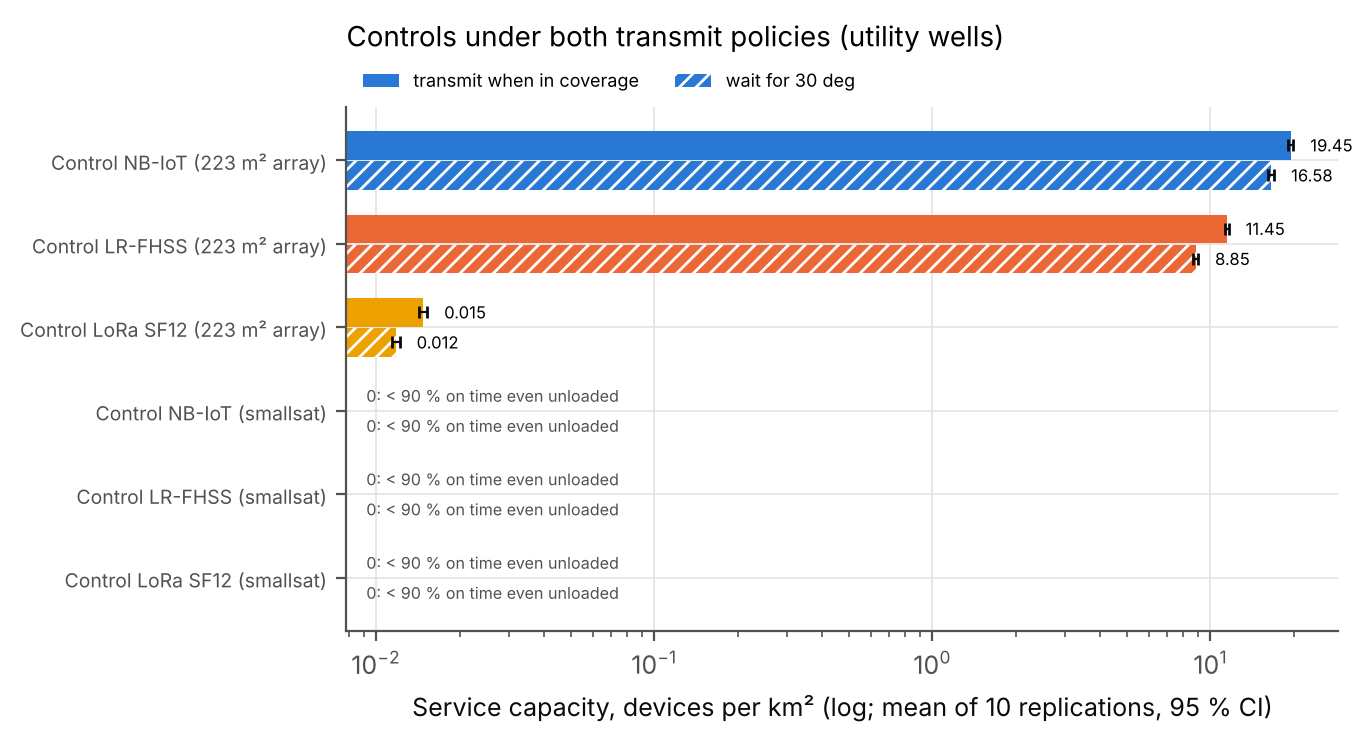 Controls under both transmit policies (utility wells)
transmit when in coverage
wait for 30 deg
Control NB-IoT (223 m² array)
19.45
16.58
Control LR-FHSS (223 m² array)
11.45
8.85
Control LoRa SF12 (223 m² array)
0.015
0.012
Control NB-IoT (smallsat)
0: < 90 % on time even unloaded
0: < 90 % on time even unloaded
Control LR-FHSS (smallsat)
0: < 90 % on time even unloaded
0: < 90 % on time even unloaded
Control LoRa SF12 (smallsat)
0: < 90 % on time even unloaded
0: < 90 % on time even unloaded
10⁻² 10⁻¹ 10⁰ 10¹
Service capacity, devices per km² (log; mean of 10 replications, 95 % CI)